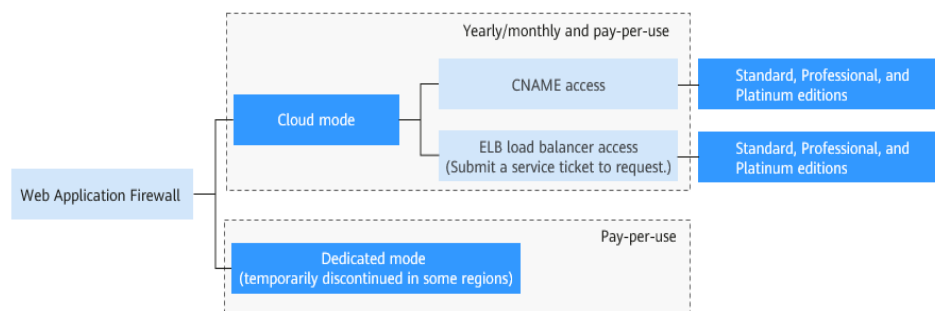 Yearly/monthly and pay-per-use
CNAME access
Standard, Professional, and
Platinum editions
Cloud mode
ELB load balancer access
(Submit a service ticket to request.)
Standard, Professional, and
Platinum editions
Web Application Firewall
Pay-per-use
Dedicated mode
(temporarily discontinued in some regions)